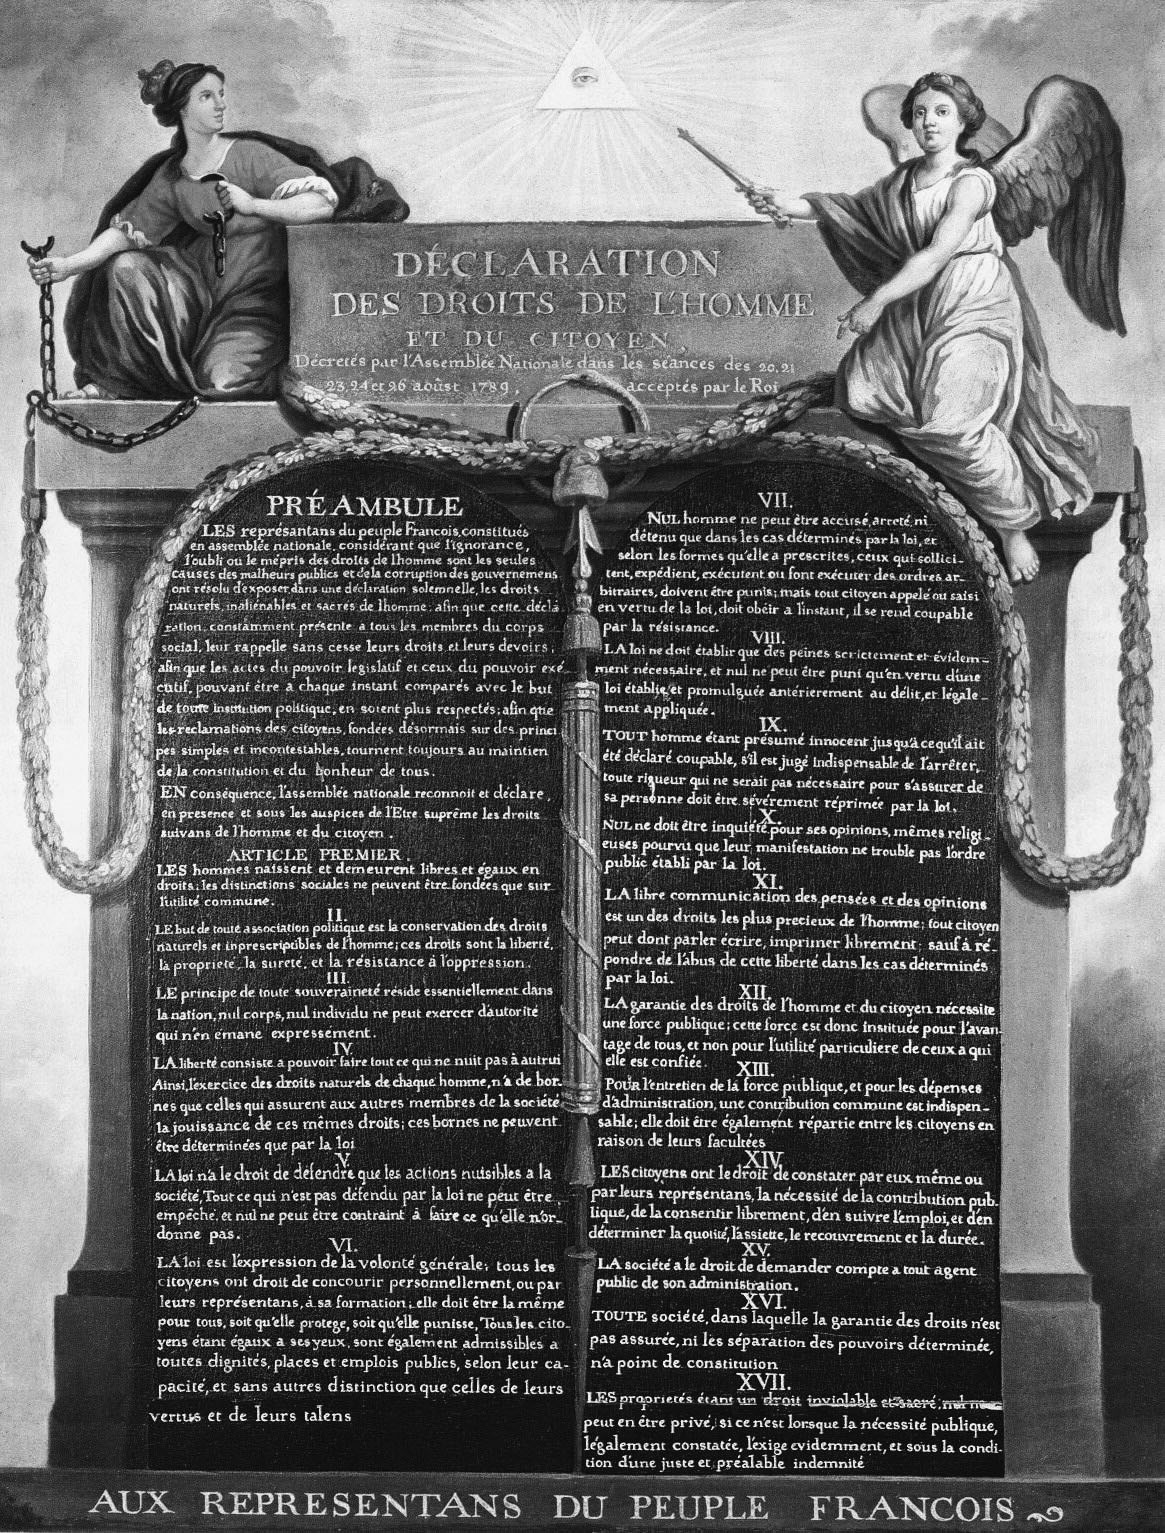 DÉCLARATION
DES DROITS DE L'HOMME
ET DU CITOYEN,
Décretés par l'Assemblée Nationale dans les séances des 20, 21
23, 24 et 26 aoûst 1789, acceptés par le Roi
PRÉAMBULE
LES représantans du peuple Francois, constitués
en assemblée nationale, considérant que l'ignorance,
l'oubli ou le mépris des droits de l'homme sont les seules
causes des malheurs publics et de la corruption des gouvernemens
ont résolu d'exposer, dans une déclaration solemnelle, les droits
naturels, inaliénables et sacrés de l'homme; afin que cette décla
ration, constamment présente a tous les membres du corps
social, leur rappelle sans cesse leurs droits et leurs devoirs;
afin que les actes du pouvoir legislatif et ceux du pouvoir exé
cutif, pouvant être a chaque instant comparés avec le but
de toute institution politique, en soient plus respectés; afin que
les reclamations des citoyens, fondées désormais sur des princi
pes simples et incontestables, tournent toujours au maintien
de la constitution et du bonheur de tous.
EN conséquence, l'assemblée nationale reconnoit et déclare,
en presence et sous les auspices de l'Etre suprême les droits
suivans de l'homme et du citoyen.
ARTICLE PREMIER.
LES hommes naissent et demeurent libres et égaux en
droits; les distinctions sociales ne peuvent être fondées que sur
l'utilité commune.
II.
LE but de toute association politique est la conservation des droits
naturels et inprescriptibles de l'homme; ces droits sont la liberté,
la propriete, la sureté, et la résistance à l'oppression.
III.
LE principe de toute souveraineté réside essentiellement dans
la nation, nul corps, nul individu ne peut exercer d'autorité
qui n'en emane expressément.
IV.
LA liberté consiste a pouvoir faire tout ce qui ne nuit pas à autrui
Ainsi, l'exercice des droits naturels de chaque homme, n'a de bor-
nes que celles qui assurent aux autres membres de la société
la jouissance de ces mêmes droits; ces bornes ne peuvent
être déterminées que par la loi
V.
LA loi n'a le droit de défendre que les actions nuisibles a la
société. Tout ce qui n'est pas défendu par la loi ne peut être
empêché, et nul ne peut être contraint à faire ce qu'elle n'or-
donne pas.
VI.
LA loi est l'expression de la volonté générale; tous les
citoyens ont droit de concourir personnellement, ou par
leurs représentans, à sa formation; elle doit être la même
pour tous, soit qu'elle protege, soit qu'elle punisse. Tous les cito-
yens étant égaux a ses yeux, sont également admissibles a
toutes dignités, places et emplois publics, selon leur ca-
pacité, et sans autres distinction que celles de leurs
vertus et de leurs talens
VII.
NUL homme ne peut être accusé, arreté, ni
détenu que dans les cas déterminés par la loi, et
selon les formes qu'elle a prescrites, ceux qui sollici-
tent, expédient, exécutent ou font exécuter des ordres ar-
bitraires, doivent être punis; mais tout citoyen appelé ou saisi
en vertu de la loi, doit obéir a l'instant, il se rend coupable
par la résistance.
VIII.
LA loi ne doit établir que des peines strictement et évidem-
ment nécessaire, et nul ne peut être puni qu'en vertu d'une
loi établie et promulguée antérierement au délit, et légale-
ment appliquée.
IX.
TOUT homme étant présumé innocent jusqu'à ce qu'il ait
été déclaré coupable, s'il est jugé indispensable de l'arrêter,
toute rigueur qui ne serait pas nécessaire pour s'assurer de
sa personne doit être sévérement réprimée par la loi.
X.
NUL ne doit être inquiété pour ses opinions, mêmes religi-
euses pourvu que leur manifestation ne trouble pas l'ordre
public établi par la loi.
XI.
LA libre communication des pensées et des opinions
est un des droits les plus precieux de l'homme; tout citoyen
peut dont parler écrire, imprimer librement; sauf à ré-
pondre de l'abus de cette liberté dans les cas déterminés
par la loi.
XII.
LA garantie des droits de l'homme et du citoyen nécessite
une force publique; cette force est donc instituée pour l'avan-
tage de tous, et non pour l'utilité particuliere de ceux a qui
elle est confiée.
XIII.
POUR l'entretien de la force publique, et pour les dépenses
d'administration, une contribution commune est indispen-
sable; elle doit être également répartie entre les citoyens en
raison de leurs facultées
XIV.
LES citoyens ont le droit de constater par eux même ou
par leurs représentans, la nécessité de la contribution pub-
lique, de la consentir librement, d'en suivre l'emploi, et d'en
déterminer la quotité, l'assiette, le recouvrement et la durée.
XV.
LA société a le droit de demander compte a tout agent
public de son administration.
XVI.
TOUTE société, dans laquelle la garantie des droits n'est
pas assurée, ni les séparation des pouvoirs déterminée,
n'a point de constitution
XVII.
LES proprietés étant un droit inviolable et sacré, nul ne
peut en être privé, si ce n'est lorsque la nécessité publique,
légalement constatée, l'exige evidemment, et sous la condi-
tion d'une juste et préalable indemnité
AUX REPRESENTANS DU PEUPLE FRANCOIS